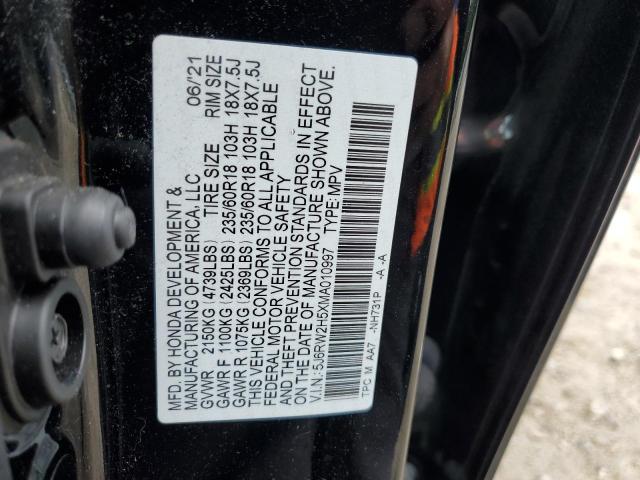 MFD. BY HONDA DEVELOPMENT & 06/21
MANUFACTURING OF AMERICA, LLC
GVWR 2150KG(4739LBS) TIRE SIZE RIM SIZE
GAWR F 1100KG(2425LBS) 235/60R18 103H 18X7.5J
GAWR R 1075KG(2369LBS) 235/60R18 103H 18X7.5J
THIS VEHICLE CONFORMS TO ALL APPLICABLE
FEDERAL MOTOR VEHICLE SAFETY
AND THEFT PREVENTION STANDARDS IN EFFECT
ON THE DATE OF MANUFACTURE SHOWN ABOVE.
V.I.N.:5J6RW2H5XMA010997 TYPE:MPV
TPC M AA7 -NH731P -A -A